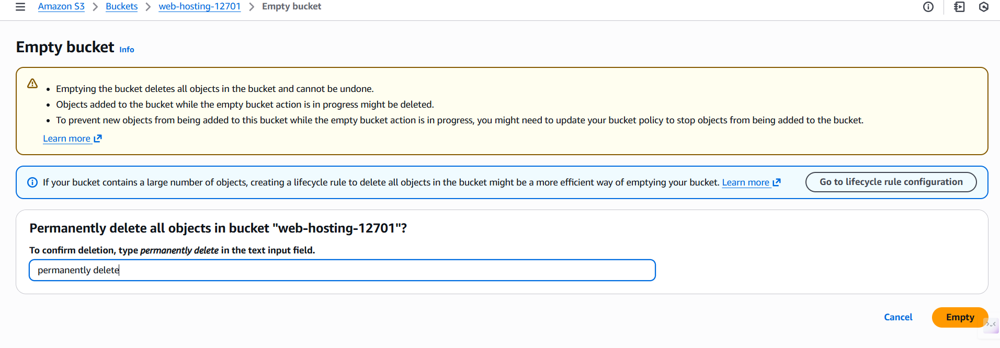 Amazon S3 > Buckets > web-hosting-12701 > Empty bucket
Empty bucket Info
Emptying the bucket deletes all objects in the bucket and cannot be undone.
Objects added to the bucket while the empty bucket action is in progress might be deleted.
To prevent new objects from being added to this bucket while the empty bucket action is in progress, you might need to update your bucket policy to stop objects from being added to the bucket.
Learn more
If your bucket contains a large number of objects, creating a lifecycle rule to delete all objects in the bucket might be a more efficient way of emptying your bucket. Learn more Go to lifecycle rule configuration
Permanently delete all objects in bucket "web-hosting-12701"?
To confirm deletion, type permanently delete in the text input field.
permanently delete
Cancel Empty